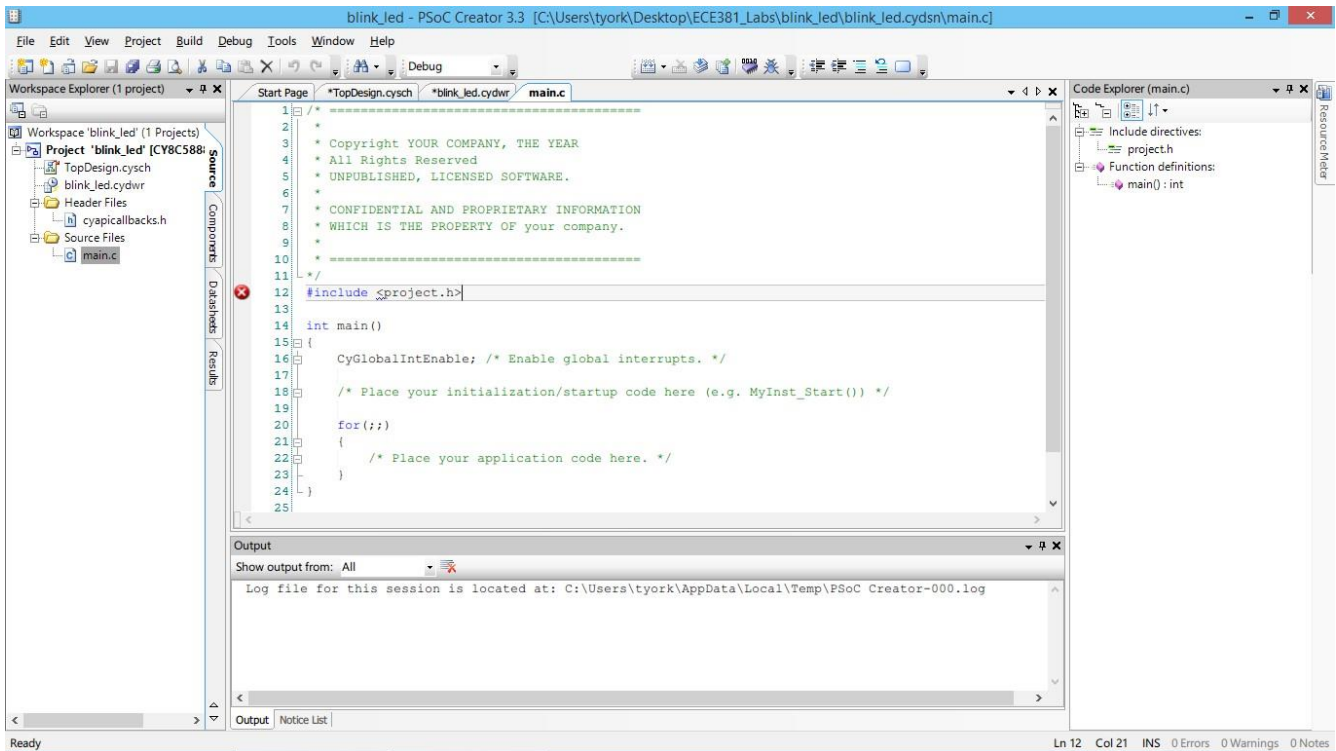 blink_led - PSoC Creator 3.3 [C:\Users\tyork\Desktop\ECE381_Labs\blink_led\blink_led.cydsn\main.c]
File Edit View Project Build Debug Tools Window Help
Debug
Workspace Explorer (1 project)
Workspace 'blink_led' (1 Projects)
Project 'blink_led' [CY8C588
TopDesign.cysch
blink_led.cydwr
Header Files
cyapicallbacks.h
Source Files
main.c
Source
Components
Datasheets
Results
Start Page *TopDesign.cysch *blink_led.cydwr main.c
1 /* ========================================
2 *
3 * Copyright YOUR COMPANY, THE YEAR
4 * All Rights Reserved
5 * UNPUBLISHED, LICENSED SOFTWARE.
6 *
7 * CONFIDENTIAL AND PROPRIETARY INFORMATION
8 * WHICH IS THE PROPERTY OF your company.
9 *
10 * ========================================
11 */
12 #include <project.h>
13
14 int main()
15 {
16 CyGlobalIntEnable; /* Enable global interrupts. */
17
18 /* Place your initialization/startup code here (e.g. MyInst_Start()) */
19
20 for(;;)
21 {
22 /* Place your application code here. */
23 }
24 }
25
Output
Show output from: All
Log file for this session is located at: C:\Users\tyork\AppData\Local\Temp\PSoC Creator-000.log
Output Notice List
Code Explorer (main.c)
Include directives:
project.h
Function definitions:
main() : int
Resource Meter
Ready
Ln 12 Col 21 INS 0 Errors 0 Warnings 0 Notes